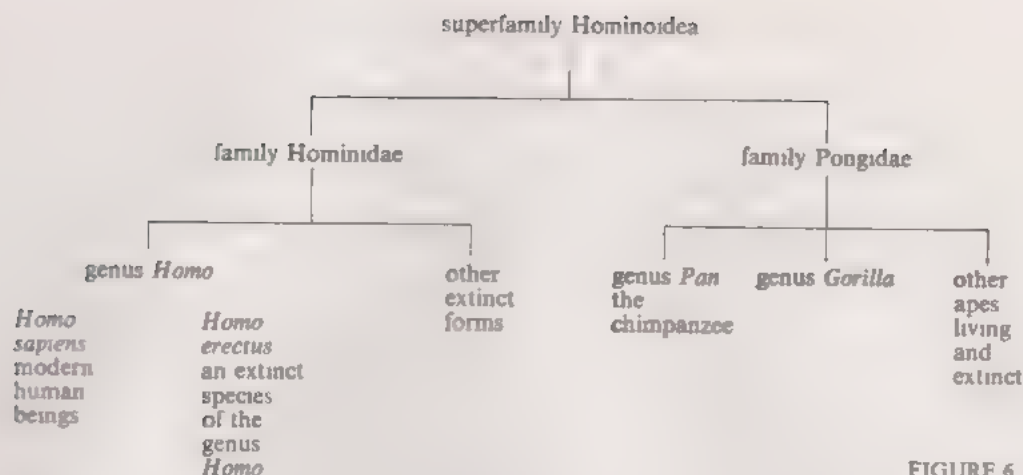 superfamily Hominoidea
family Hominidae
family Pongidae
genus Homo
other
extinct
forms
genus Pan
the
chimpanzee
genus Gorilla
other
apes
living
and
extinct
Homo
sapiens
modern
human
beings
Homo
erectus
an extinct
species
of the
genus
Homo
FIGURE 6